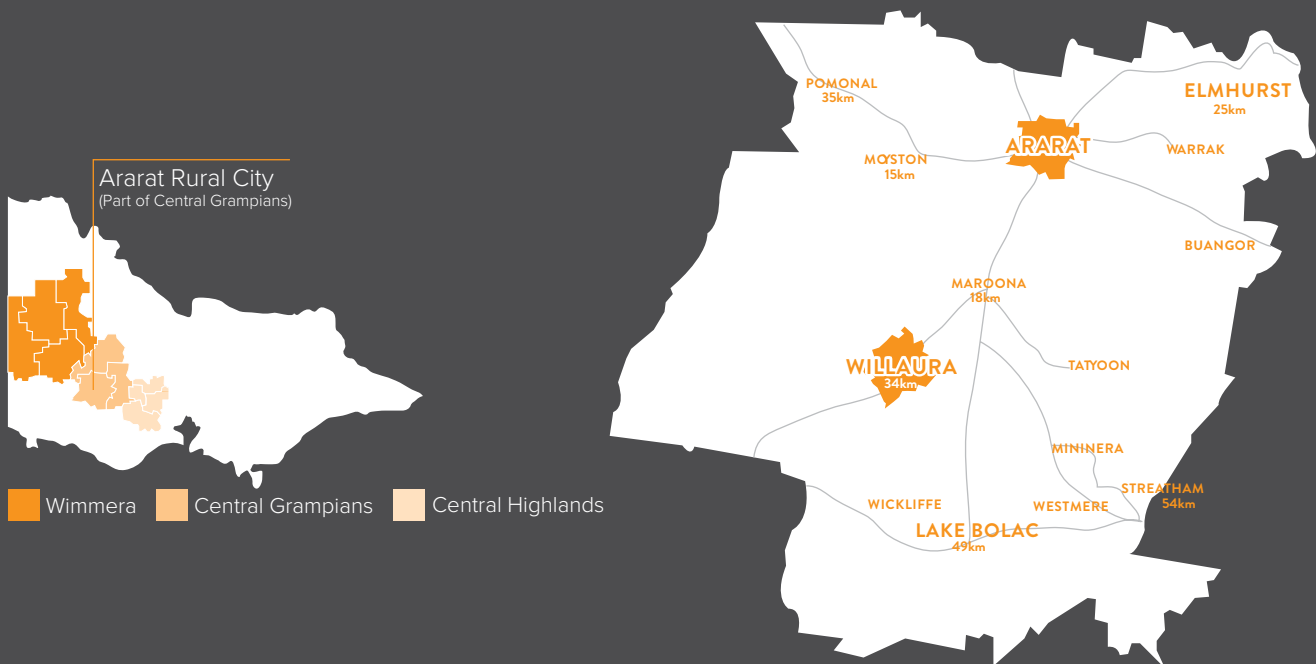 Ararat Rural City
(Part of Central Grampians)
Wimmera
Central Grampians
Central Highlands
POMONAL
35km
ELMHURST
25km
ARARAT
WARRAK
MOYSTON
15km
BUANGOR
MAROONA
18km
WILLAURA
34km
TATYOON
MININERA
STREATHAM
54km
WICKLIFFE
WESTMERE
LAKE BOLAC
49km